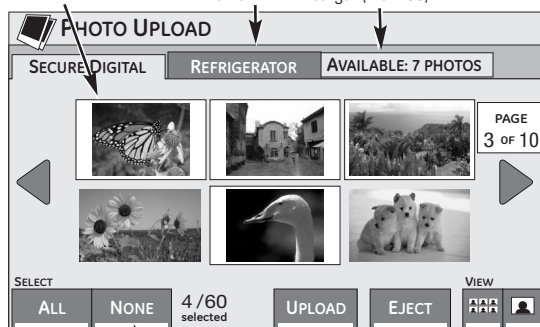 PHOTO UPLOAD
SECURE DIGITAL
REFRIGERATOR
AVAILABLE: 7 PHOTOS
PAGE
3 OF 10
SELECT
ALL
NONE
4/60
selected
UPLOAD
EJECT
VIEW